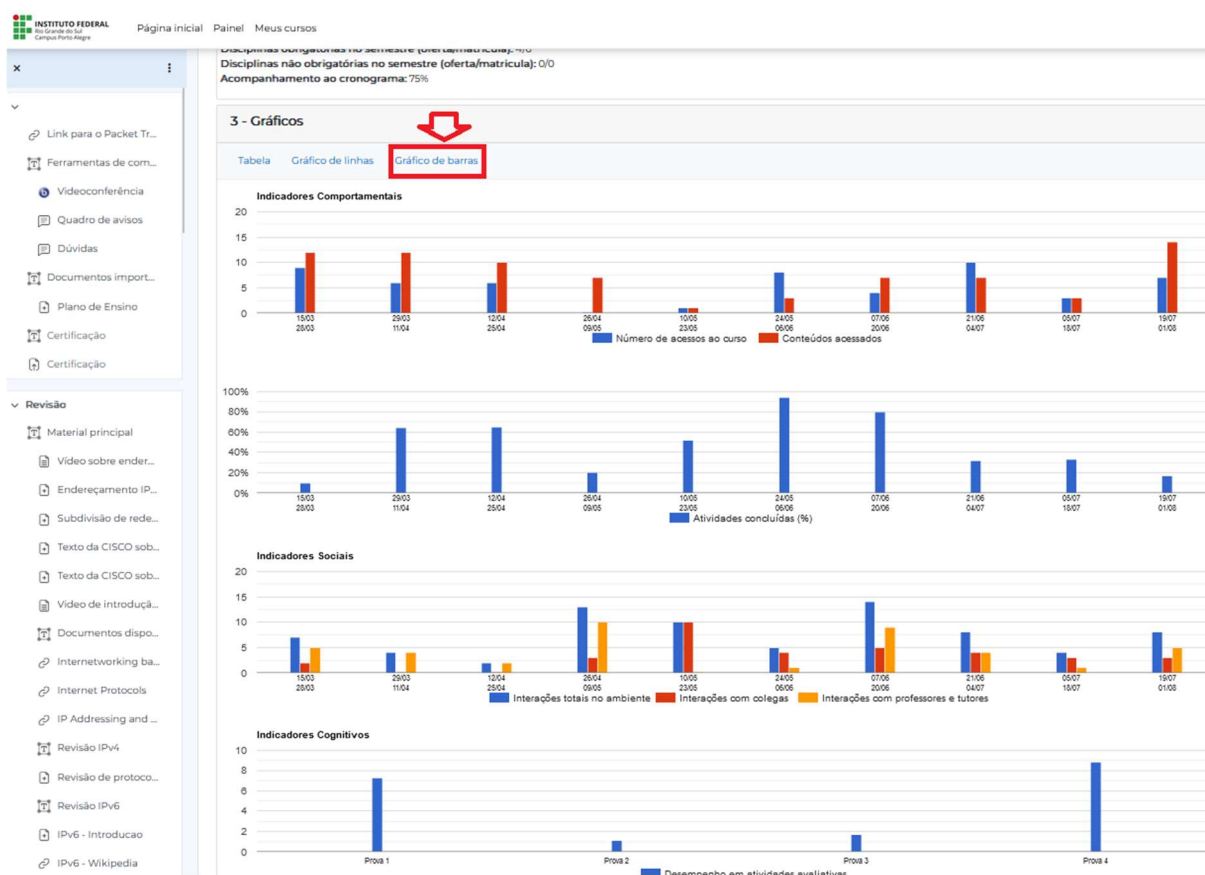 INSTITUTO FEDERAL
Rio Grande do Sul
Campus Porto Alegre
Página inicial Painel Meus cursos
Disciplinas obrigatórias no semestre (oferta/matrícula): 4/0
Disciplinas não obrigatórias no semestre (oferta/matrícula): 0/0
Acompanhamento ao cronograma: 75%
Link para o Packet Tr...
Ferramentas de com...
Videoconferência
Quadro de avisos
Dúvidas
Documentos import...
Plano de Ensino
Certificação
Certificação
Revisão
Material principal
Vídeo sobre ender...
Endereçamento IP...
Subdivisão de rede...
Texto da CISCO sob...
Texto da CISCO sob...
Vídeo de introduçã...
Documentos dispo...
Internetworking ba...
Internet Protocols
IP Addressing and ...
Revisão IPv4
Revisão de protoco...
Revisão IPv6
IPv6 - Introducao
IPv6 - Wikipedia
3 - Gráficos
Tabela Gráfico de linhas Gráfico de barras
Indicadores Comportamentais
20
15
10
5
0
15/03 29/03 12/04 26/04 10/05 24/05 07/06 21/06 05/07 19/07
28/03 11/04 25/04 09/05 23/05 06/06 20/06 04/07 18/07 01/08
Número de acessos ao curso Conteúdos acessados
100%
80%
60%
40%
20%
0%
15/03 29/03 12/04 26/04 10/05 24/05 07/06 21/06 05/07 19/07
28/03 11/04 25/04 09/05 23/05 06/06 20/06 04/07 18/07 01/08
Atividades concluídas (%)
Indicadores Sociais
20
15
10
5
0
15/03 29/03 12/04 26/04 10/05 24/05 07/06 21/06 05/07 19/07
28/03 11/04 25/04 09/05 23/05 06/06 20/06 04/07 18/07 01/08
Interações totais no ambiente Interações com colegas Interações com professores e tutores
Indicadores Cognitivos
10
8
6
4
2
0
Prova 1 Prova 2 Prova 3 Prova 4
Desempenho em atividades avaliativas